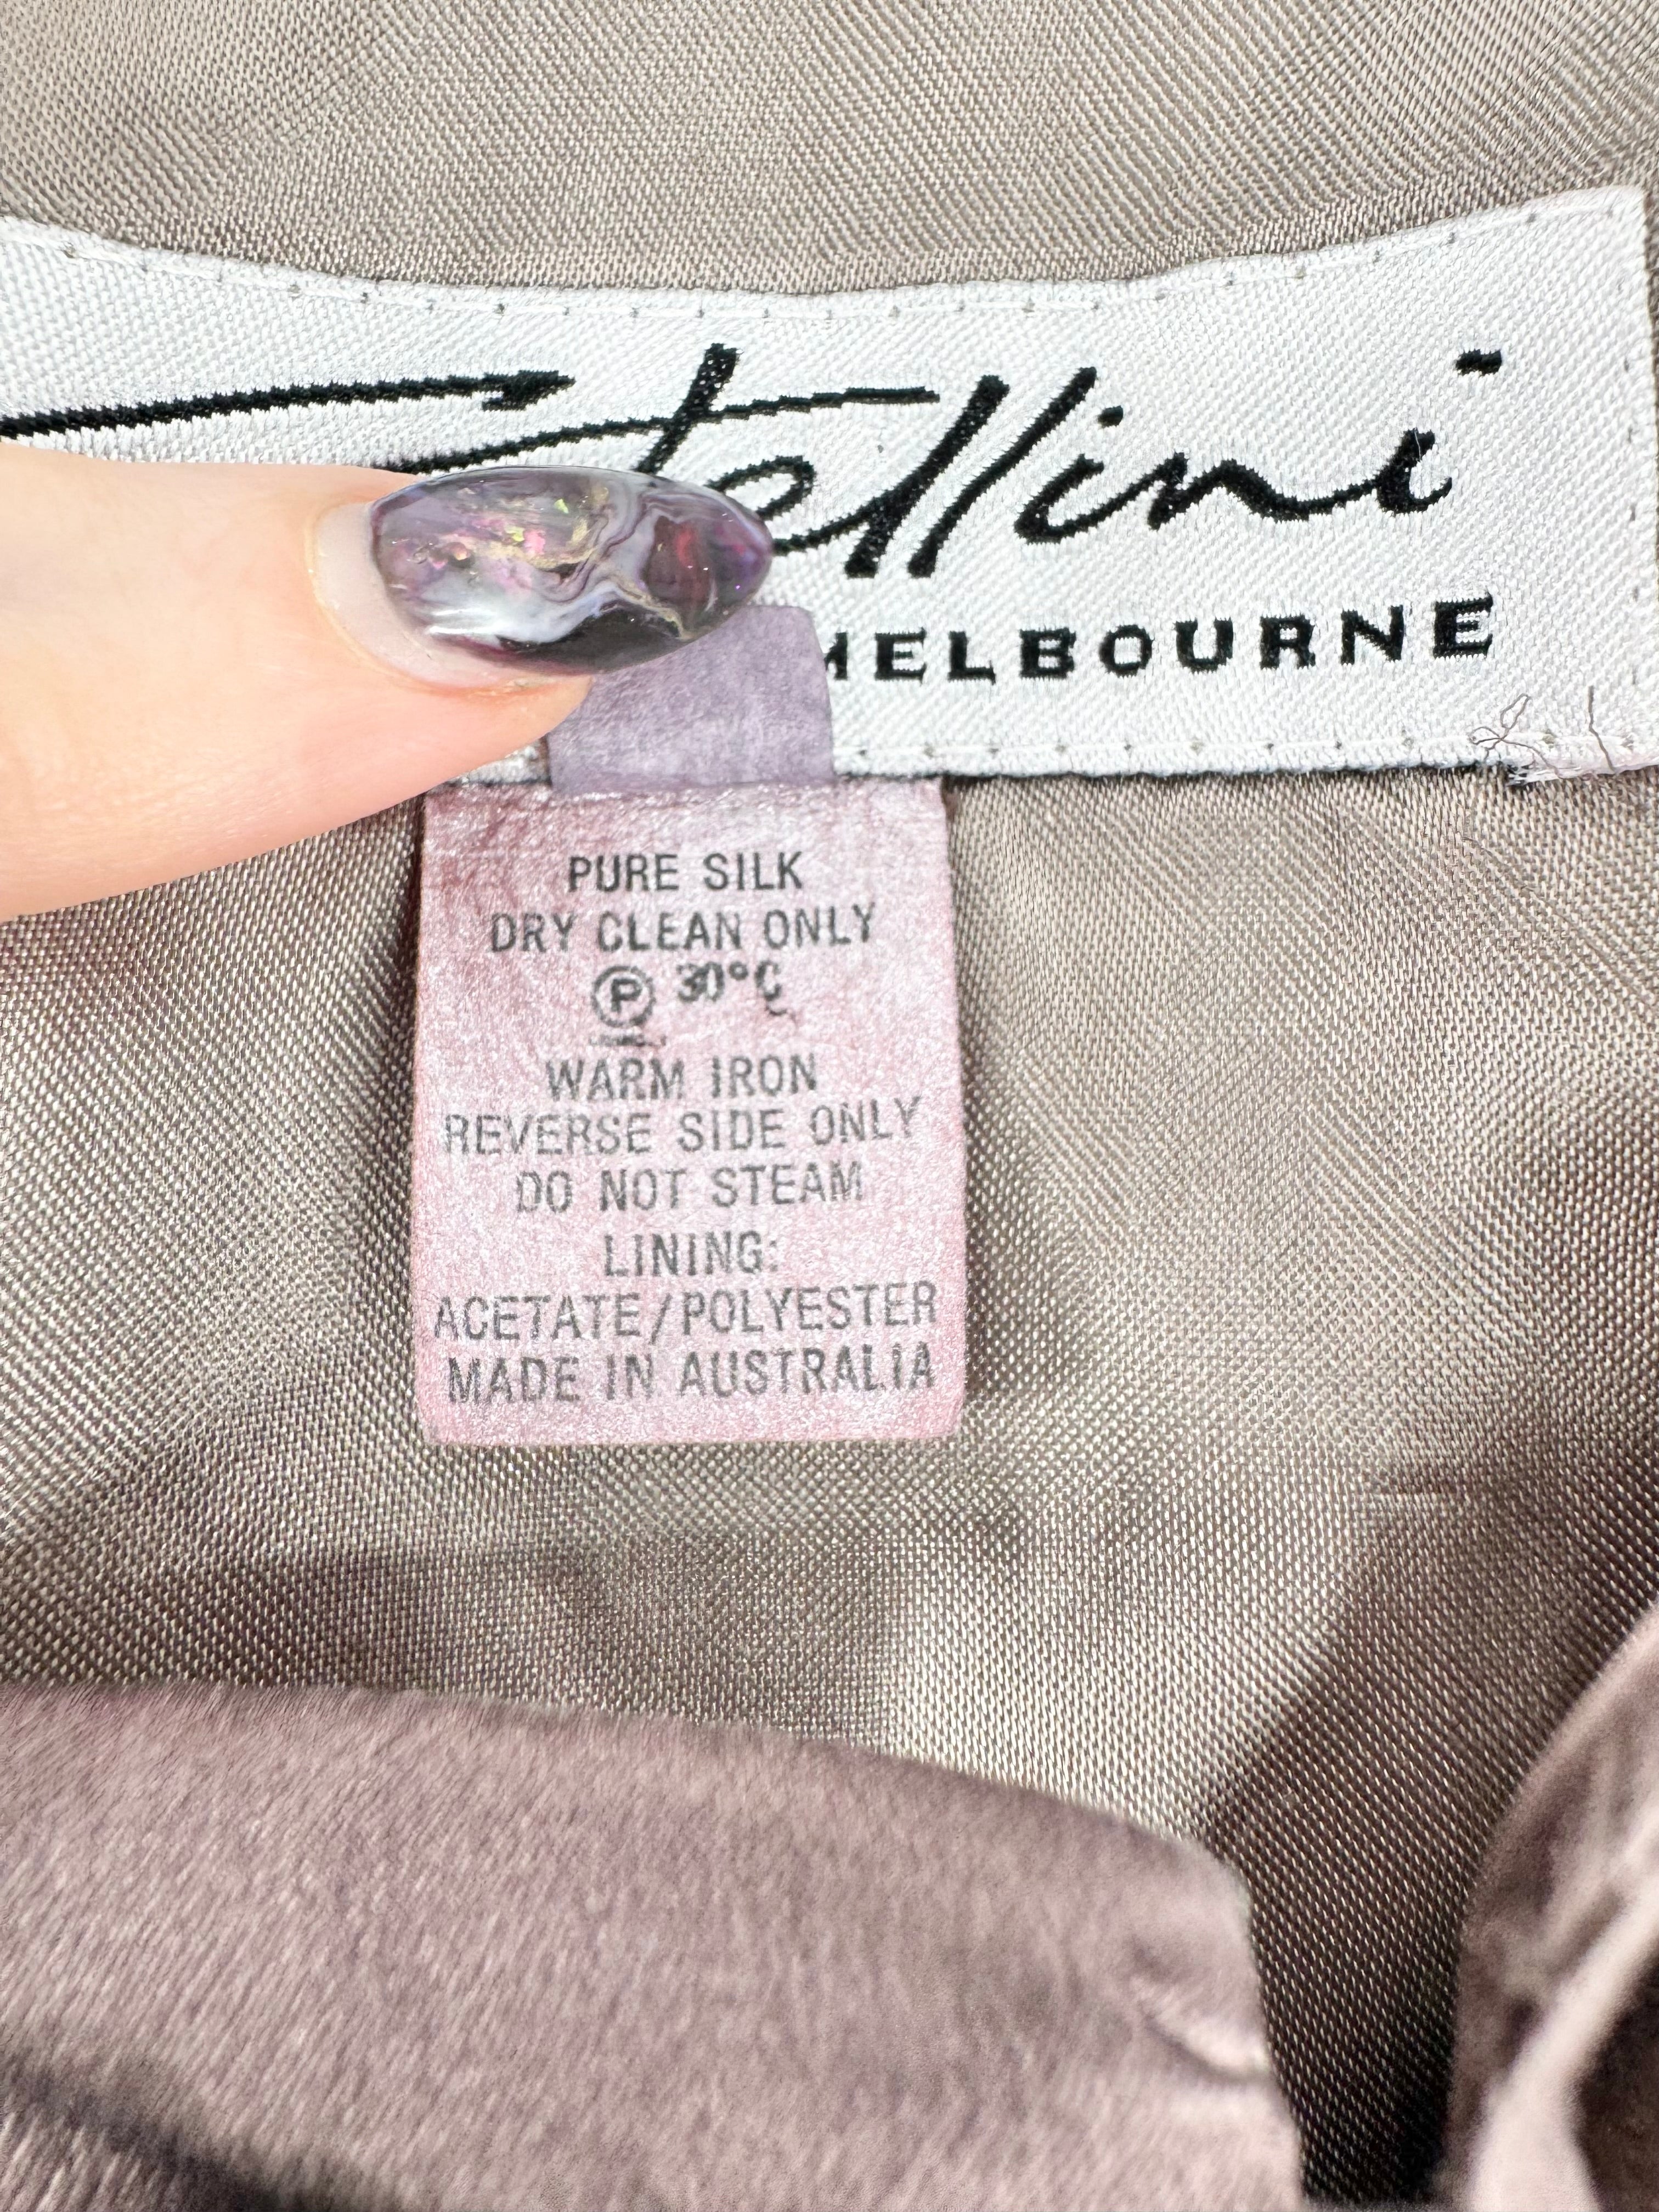 Stellini
MELBOURNE
PURE SILK
DRY CLEAN ONLY
Ⓟ 30°C
WARM IRON
REVERSE SIDE ONLY
DO NOT STEAM
LINING:
ACETATE/POLYESTER
MADE IN AUSTRALIA